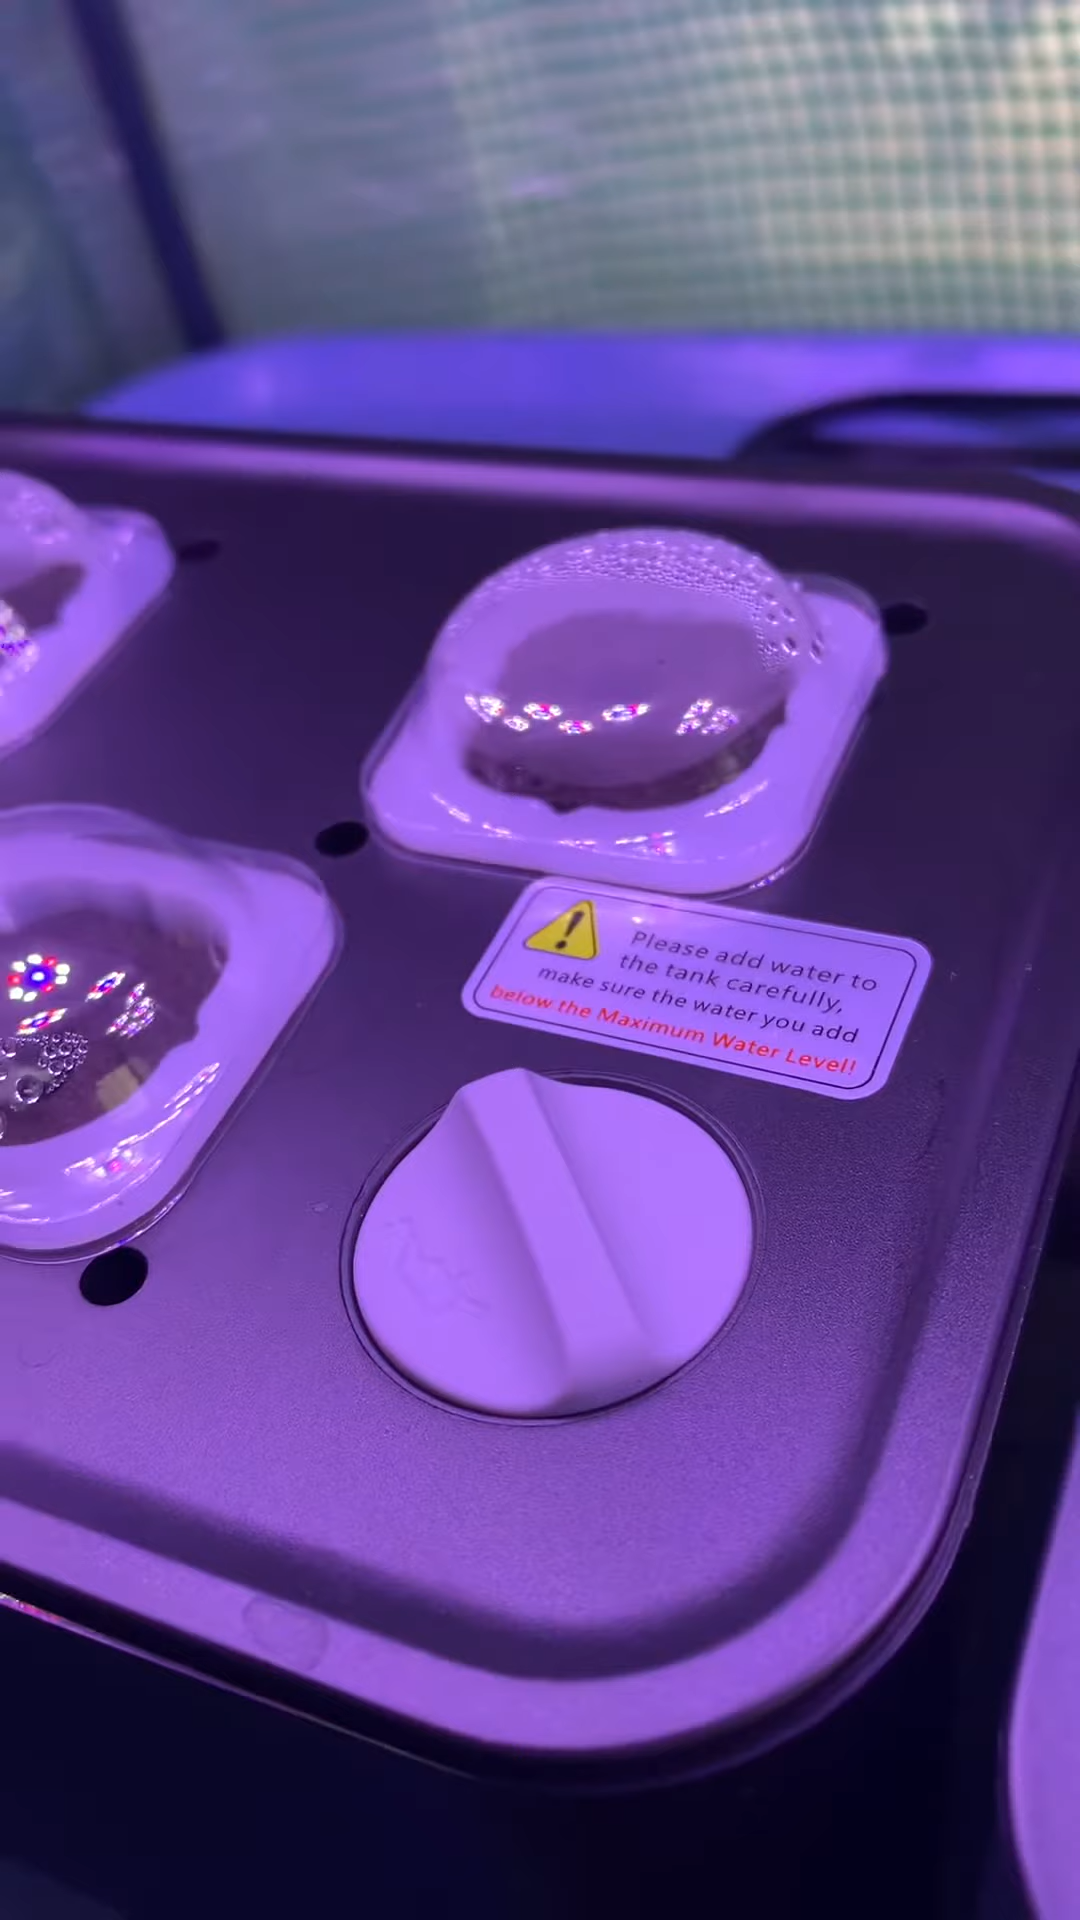 Please add water to
the tank carefully,
make sure the water you add
below the Maximum Water Level!